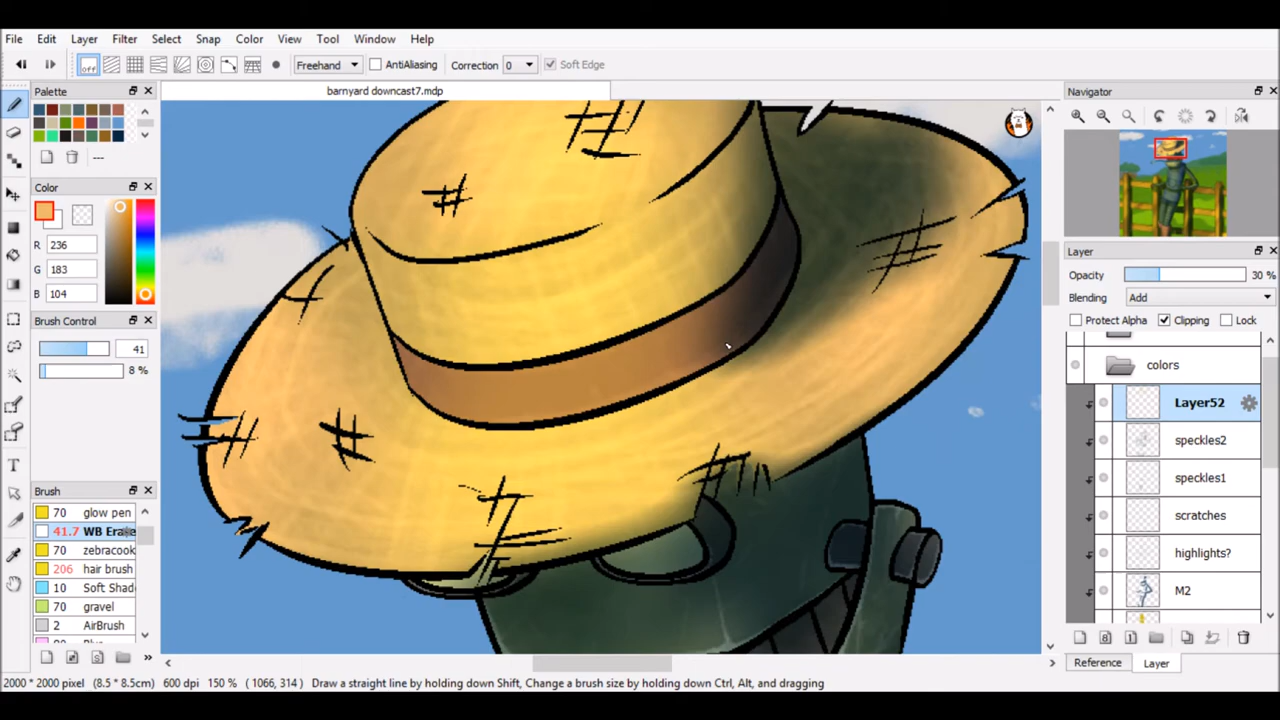 File Edit Layer Filter Select Snap Color View Tool Window Help
off Freehand AntiAliasing Correction 0 Soft Edge
Palette
barnyard downcast7.mdp
Navigator
---
Color
R 236
G 183
B 104
Brush Control
41
8 %
Brush
70 glow pen
41.7 WB Erase
70 zebracook
206 hair brush
10 Soft Shad
70 gravel
2 AirBrush
Layer
Opacity 30 %
Blending Add
Protect Alpha Clipping Lock
colors
Layer52
speckles2
speckles1
scratches
highlights?
M2
Reference Layer
2000 * 2000 pixel (8.5 * 8.5cm) 600 dpi 150 % ( 1066, 314 ) Draw a straight line by holding down Shift, Change a brush size by holding down Ctrl, Alt, and dragging